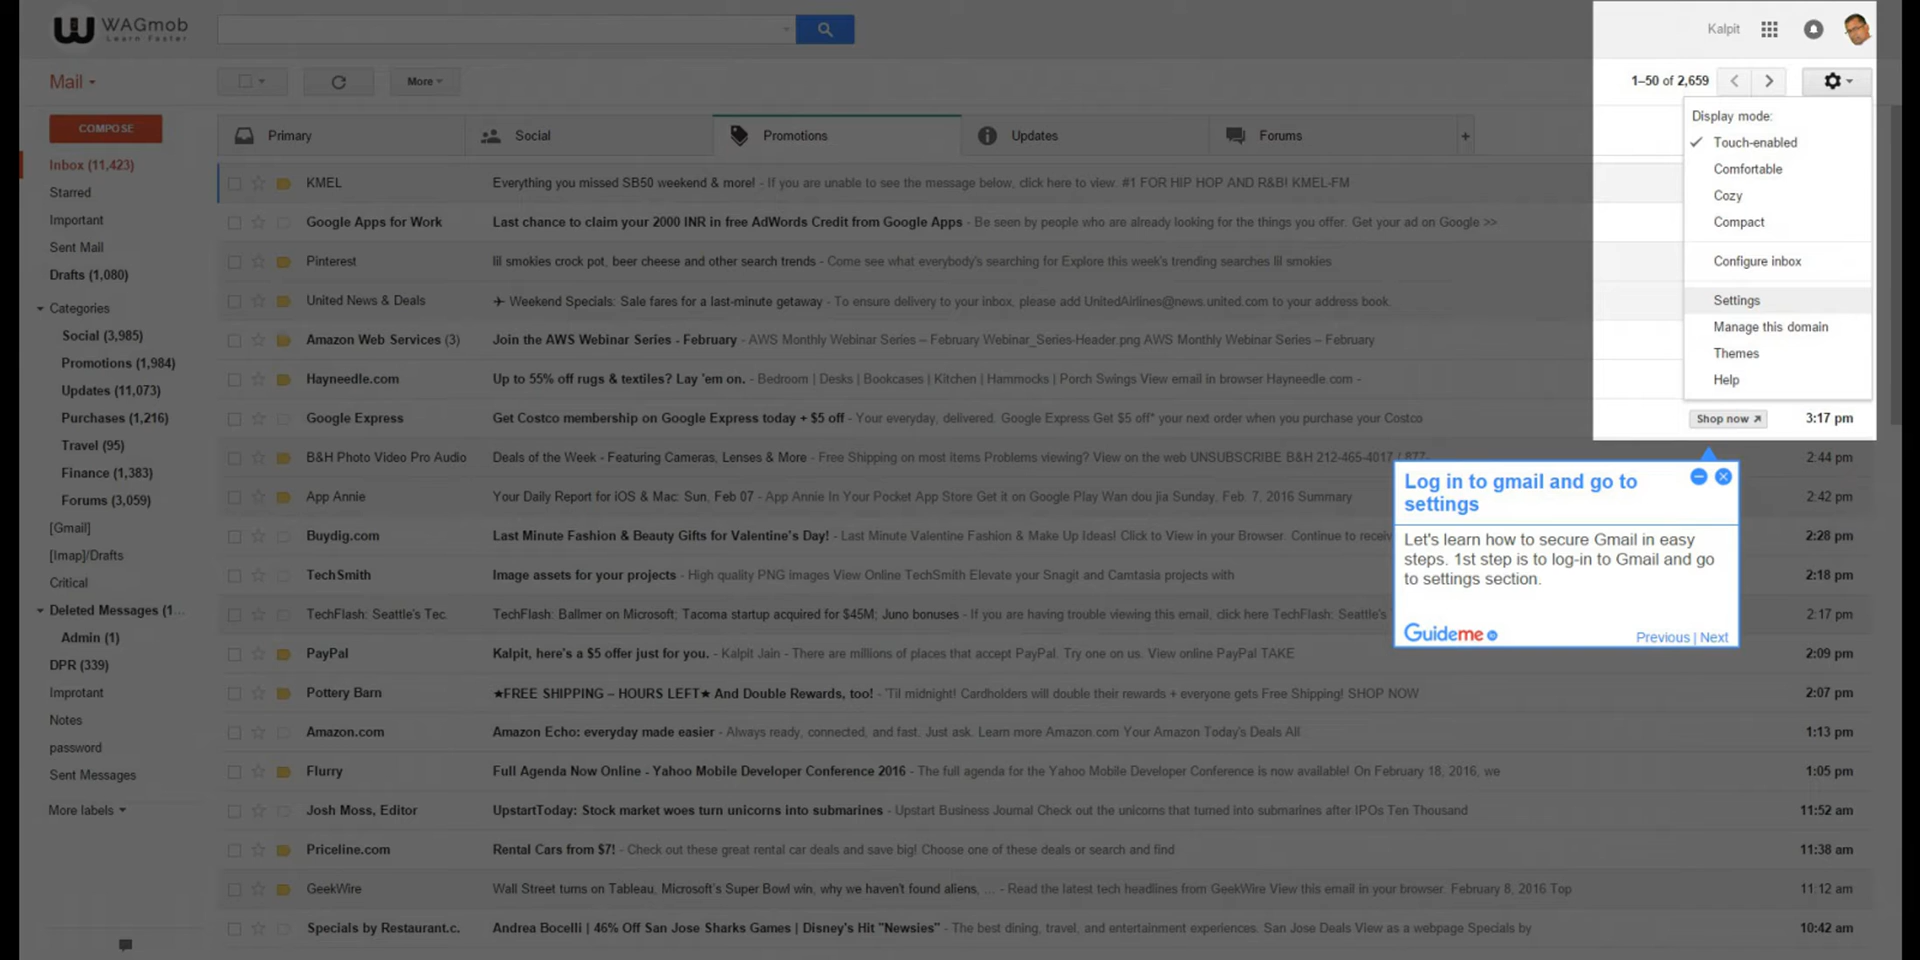 WAGmob
Learn Faster
Kalpit
Mail
More
1–50 of 2,659
COMPOSE
Primary
Social
Promotions
Updates
Forums
+
Inbox (11,423)
Starred
Important
Sent Mail
Drafts (1,080)
Categories
Social (3,985)
Promotions (1,984)
Updates (11,073)
Purchases (1,216)
Travel (95)
Finance (1,383)
Forums (3,059)
[Gmail]
[Imap]/Drafts
Critical
Deleted Messages (1...
Admin (1)
DPR (339)
Improtant
Notes
password
Sent Messages
More labels
KMEL Everything you missed SB50 weekend & more! - If you are unable to see the message below, click here to view. #1 FOR HIP HOP AND R&B! KMEL-FM
Google Apps for Work Last chance to claim your 2000 INR in free AdWords Credit from Google Apps - Be seen by people who are already looking for the things you offer. Get your ad on Google >>
Pinterest lil smokies crock pot, beer cheese and other search trends - Come see what everybody's searching for Explore this week's trending searches lil smokies
United News & Deals ✈ Weekend Specials: Sale fares for a last-minute getaway - To ensure delivery to your inbox, please add UnitedAirlines@news.united.com to your address book.
Amazon Web Services (3) Join the AWS Webinar Series - February - AWS Monthly Webinar Series – February Webinar_Series-Header.png AWS Monthly Webinar Series – February
Hayneedle.com Up to 55% off rugs & textiles? Lay 'em on. - Bedroom | Desks | Bookcases | Kitchen | Hammocks | Porch Swings View email in browser Hayneedle.com -
Google Express Get Costco membership on Google Express today + $5 off - Your everyday, delivered. Google Express Get $5 off* your next order when you purchase your Costco Shop now 3:17 pm
B&H Photo Video Pro Audio Deals of the Week - Featuring Cameras, Lenses & More - Free Shipping on most items Problems viewing? View on the web UNSUBSCRIBE B&H 212-465-4017 / 877- 2:44 pm
App Annie Your Daily Report for iOS & Mac: Sun, Feb 07 - App Annie In Your Pocket App Store Get it on Google Play Wan dou jia Sunday, Feb. 7, 2016 Summary 2:42 pm
Buydig.com Last Minute Fashion & Beauty Gifts for Valentine's Day! - Last Minute Valentine Fashion & Make Up Ideas! Click to View in your Browser. Continue to receiv 2:28 pm
TechSmith Image assets for your projects - High quality PNG images View Online TechSmith Elevate your Snagit and Camtasia projects with 2:18 pm
TechFlash: Seattle's Tec. TechFlash: Ballmer on Microsoft; Tacoma startup acquired for $45M; Juno bonuses - If you are having trouble viewing this email, click here TechFlash: Seattle's 2:17 pm
PayPal Kalpit, here's a $5 offer just for you. - Kalpit Jain - There are millions of places that accept PayPal. Try one on us. View online PayPal TAKE 2:09 pm
Pottery Barn ★FREE SHIPPING – HOURS LEFT★ And Double Rewards, too! - 'Til midnight! Cardholders will double their rewards + everyone gets Free Shipping! SHOP NOW 2:07 pm
Amazon.com Amazon Echo: everyday made easier - Always ready, connected, and fast. Just ask. Learn more Amazon.com Your Amazon Today's Deals All 1:13 pm
Flurry Full Agenda Now Online - Yahoo Mobile Developer Conference 2016 - The full agenda for the Yahoo Mobile Developer Conference is now available! On February 18, 2016, we 1:05 pm
Josh Moss, Editor UpstartToday: Stock market woes turn unicorns into submarines - Upstart Business Journal Check out the unicorns that turned into submarines after IPOs Ten Thousand 11:52 am
Priceline.com Rental Cars from $7! - Check out these great rental car deals and save big! Choose one of these deals or search and find 11:38 am
GeekWire Wall Street turns on Tableau, Microsoft's Super Bowl win, why we haven't found aliens, ... - Read the latest tech headlines from GeekWire View this email in your browser. February 8, 2016 Top 11:12 am
Specials by Restaurant.c. Andrea Bocelli | 46% Off San Jose Sharks Games | Disney's Hit "Newsies" - The best dining, travel, and entertainment experiences. San Jose Deals View as a webpage Specials by 10:42 am
Display mode:
Touch-enabled
Comfortable
Cozy
Compact
Configure inbox
Settings
Manage this domain
Themes
Help
Log in to gmail and go to
settings
Let's learn how to secure Gmail in easy
steps. 1st step is to log-in to Gmail and go
to settings section.
Guideme
Previous | Next